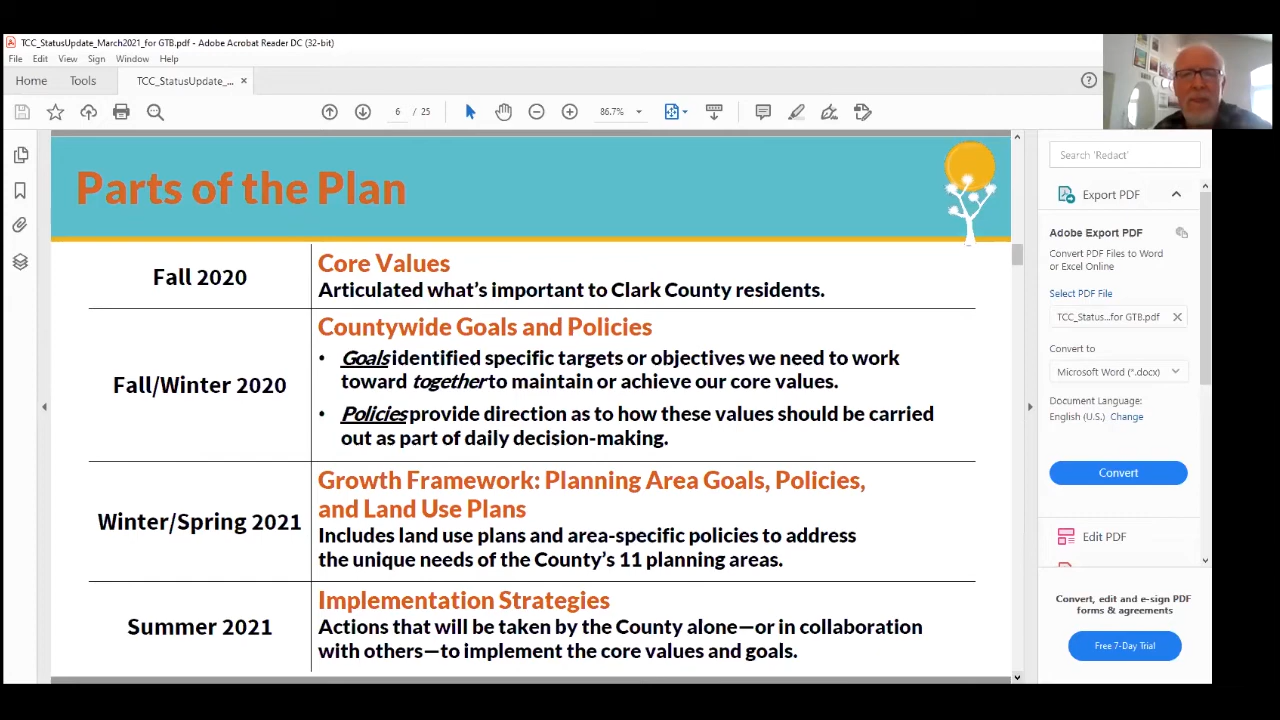 TCC_StatusUpdate_March2021_for GTB.pdf - Adobe Acrobat Reader DC (32-bit)
File Edit View Sign Window Help
Home Tools TCC_StatusUpdate_... ×
6 / 25 86.7%
Search 'Redact'
Export PDF
Adobe Export PDF
Convert PDF Files to Word
or Excel Online
Select PDF File
TCC_Status...for GTB.pdf
Convert to
Microsoft Word (*.docx)
Document Language:
English (U.S.) Change
Convert
Edit PDF
Convert, edit and e-sign PDF
forms & agreements
Free 7-Day Trial
Parts of the Plan
Fall 2020
Core Values
Articulated what's important to Clark County residents.
Fall/Winter 2020
Countywide Goals and Policies
• Goals identified specific targets or objectives we need to work
toward together to maintain or achieve our core values.
• Policies provide direction as to how these values should be carried
out as part of daily decision-making.
Winter/Spring 2021
Growth Framework: Planning Area Goals, Policies,
and Land Use Plans
Includes land use plans and area-specific policies to address
the unique needs of the County's 11 planning areas.
Summer 2021
Implementation Strategies
Actions that will be taken by the County alone—or in collaboration
with others—to implement the core values and goals.